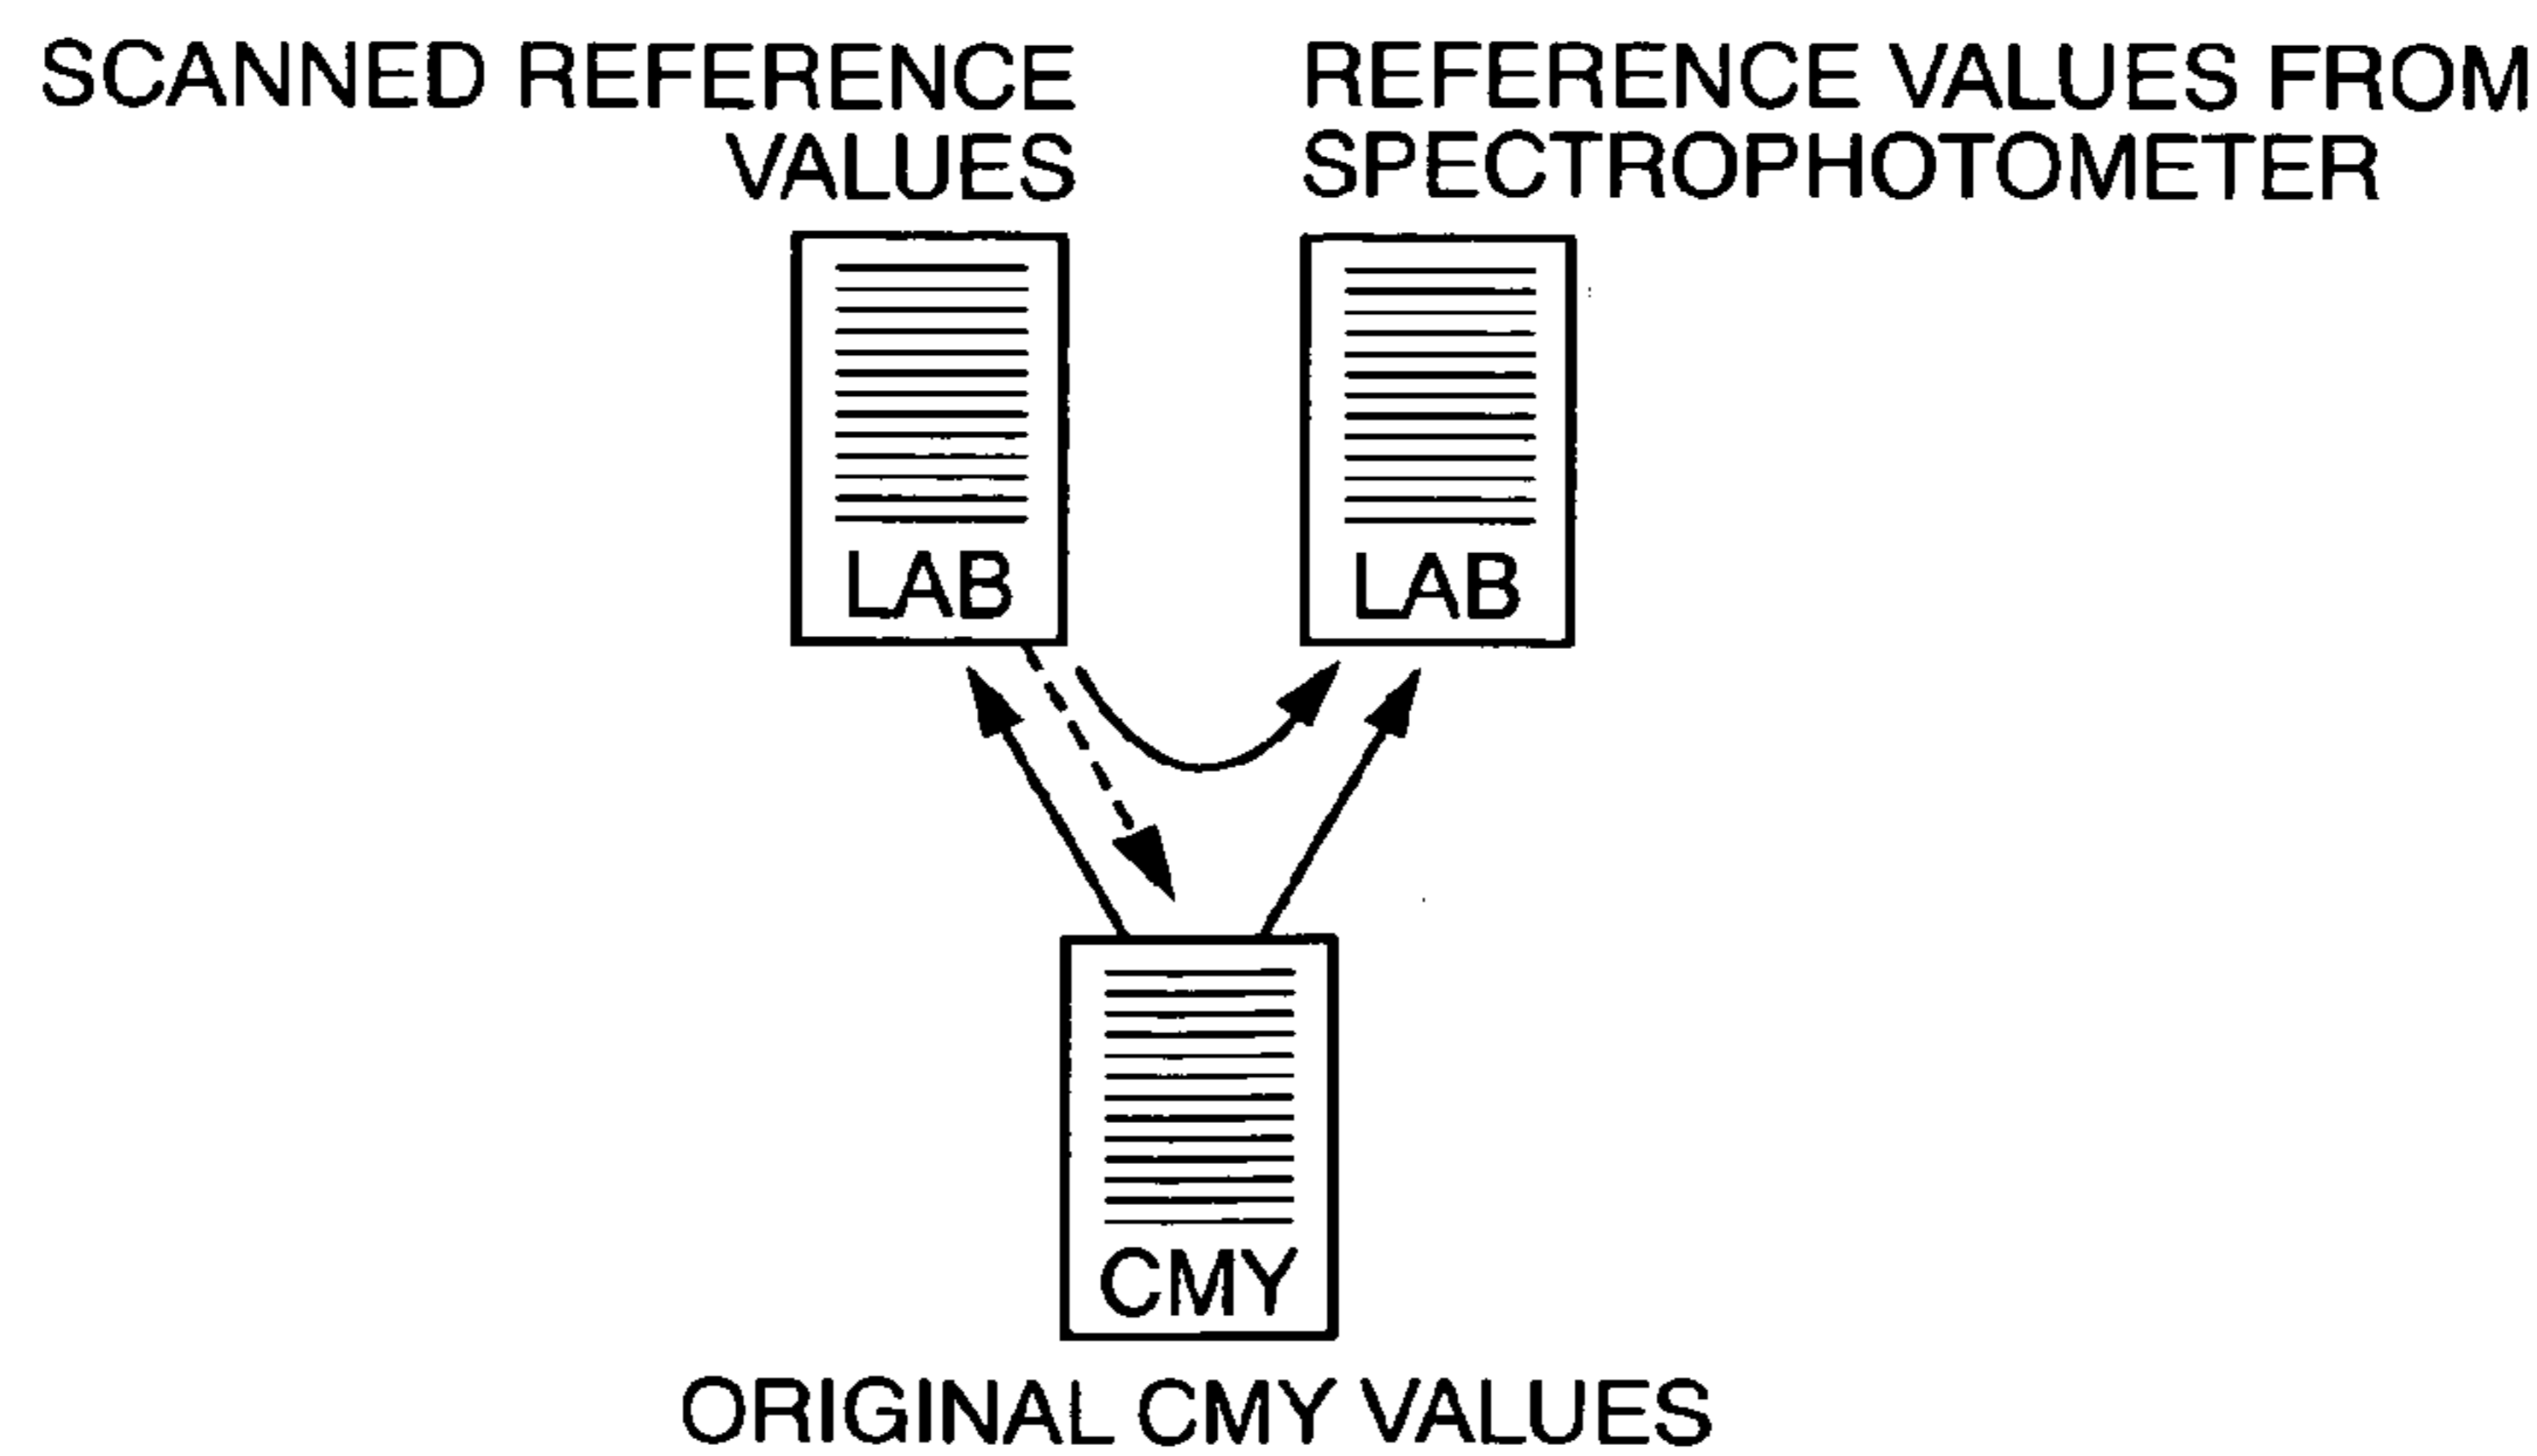 SCANNED REFERENCE
VALUES
REFERENCE VALUES FROM
SPECTROPHOTOMETER
LAB
LAB
CMY
ORIGINAL CMY VALUES